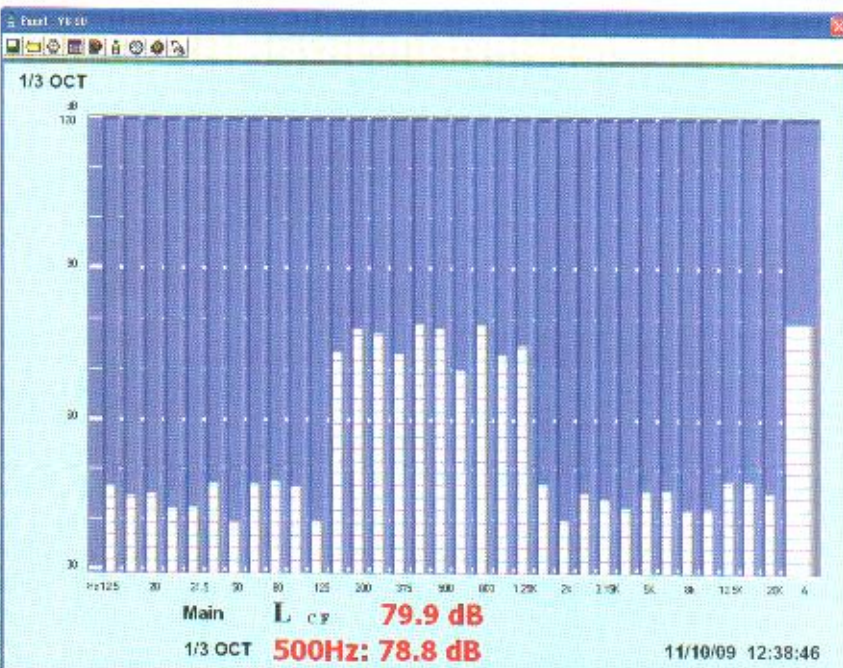 1/3 OCT
dB
120
90
60
30
Hz 12.5 20 31.5 50 80 125 200 315 500 800 1.25K 2k 3.15K 5K 8k 12.5K 20K A
Main L CF 79.9 dB
1/3 OCT 500Hz: 78.8 dB
11/10/09 12:38:46